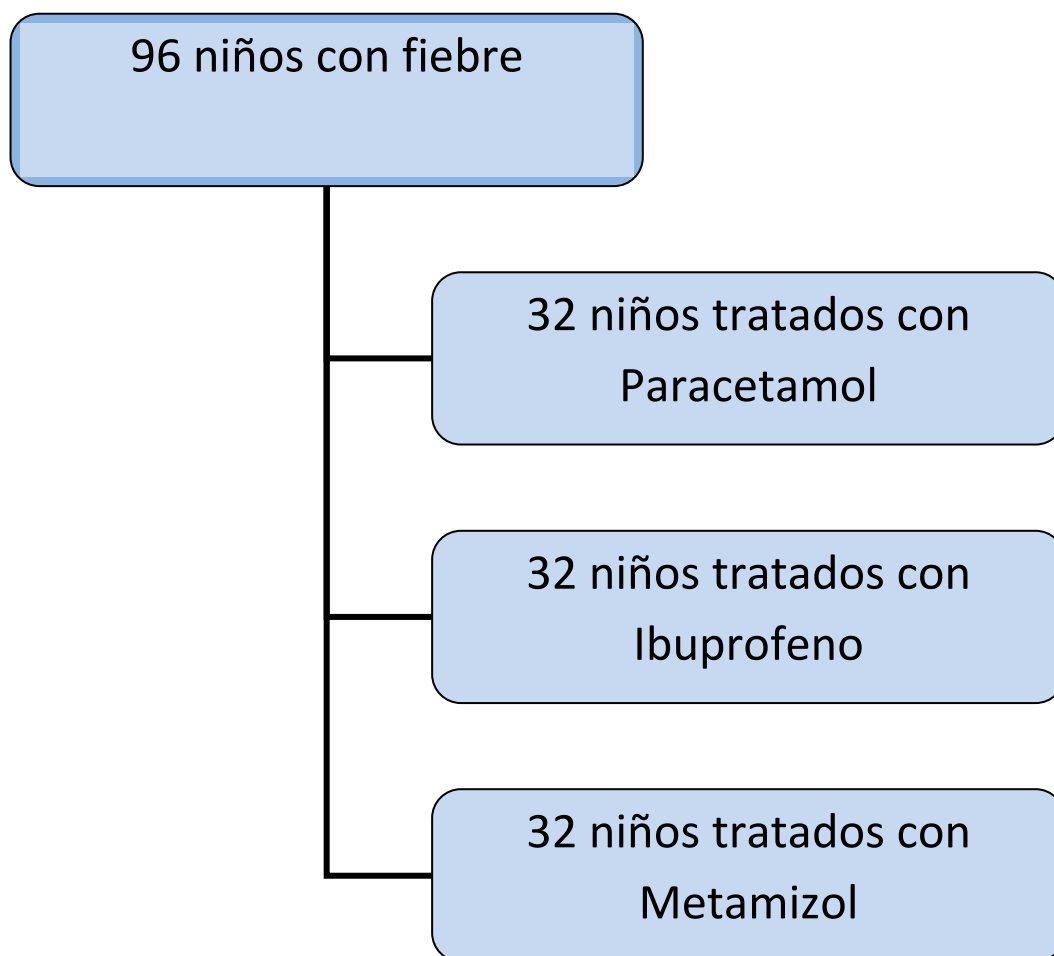 96 niños con fiebre
32 niños tratados con
Paracetamol
32 niños tratados con
Ibuprofeno
32 niños tratados con
Metamizol